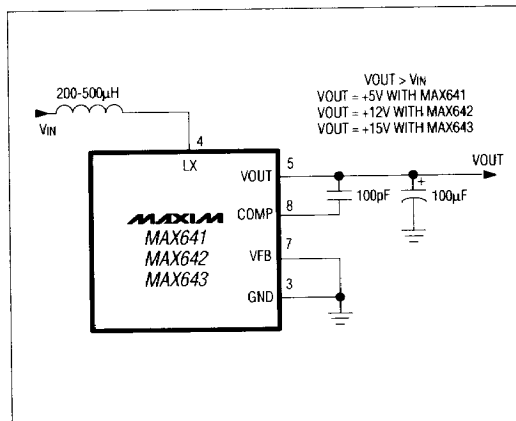 VOUT > VIN
VOUT = +5V WITH MAX641
VOUT = +12V WITH MAX642
VOUT = +15V WITH MAX643
200-500μH
VIN
4
LX
VOUT
5
VOUT
100pF
+
100μF
COMP
8
MAXIM
MAX641
MAX642
MAX643
VFB
7
GND
3